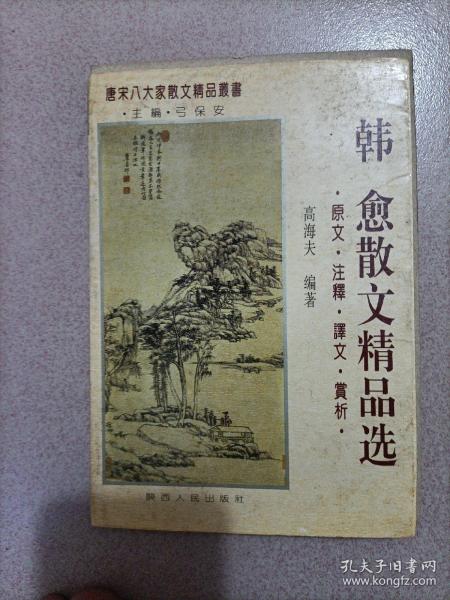 唐宋八大家散文精品叢書
·主編·弓保安
韩愈散文精品选
·原文·注釋·譯文·赏析·
高海夫 编著
陝西人民出版社
孔夫子旧书网
www.kongfz.com